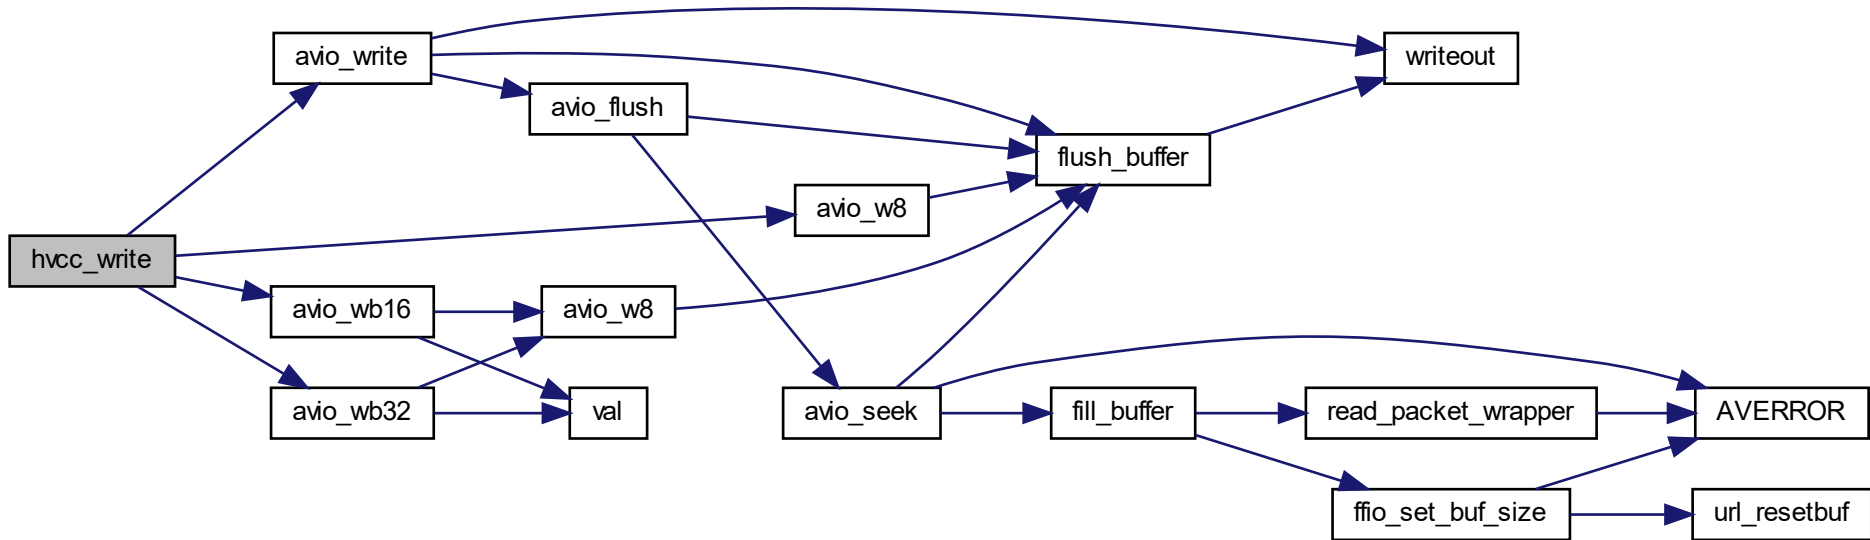 avio_write
writeout
avio_flush
flush_buffer
avio_w8
hvcc_write
avio_wb16
avio_w8
avio_wb32
val
avio_seek
fill_buffer
read_packet_wrapper
AVERROR
ffio_set_buf_size
url_resetbuf